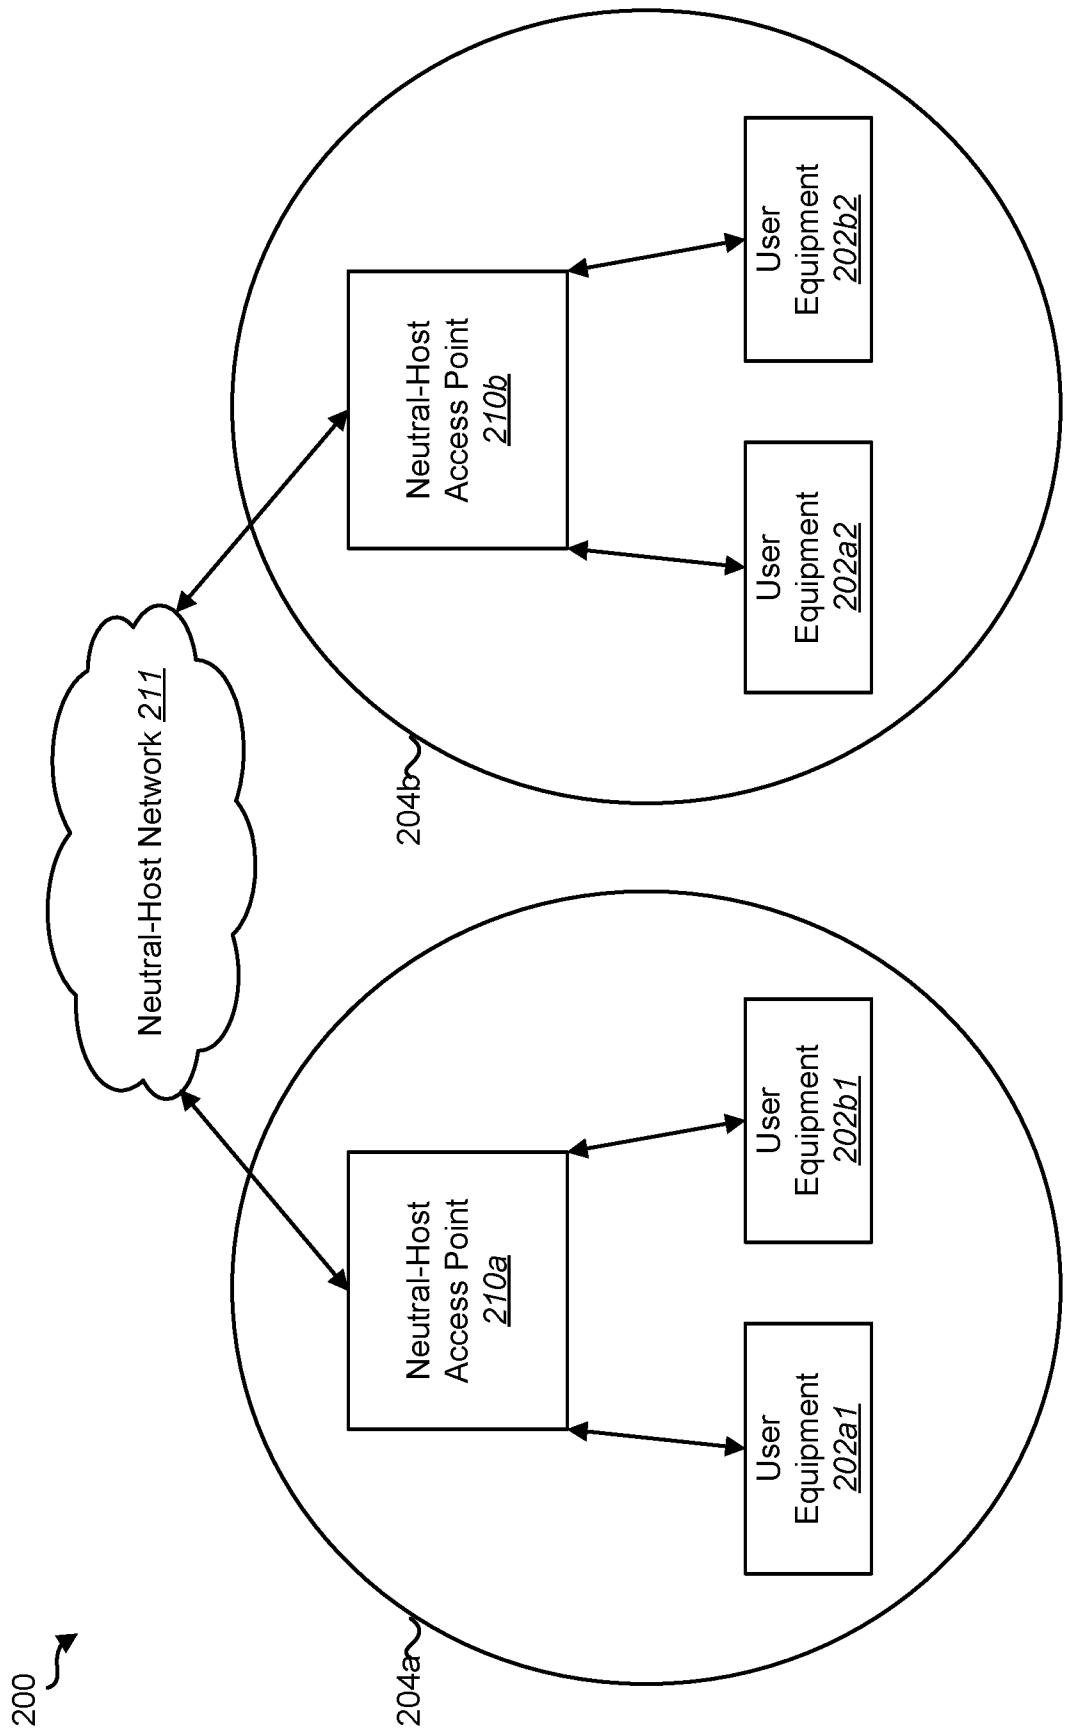 200
Neutral-Host Network 211
204a
Neutral-Host
Access Point
210a
User
Equipment
202a1
User
Equipment
202b1
204b
Neutral-Host
Access Point
210b
User
Equipment
202a2
User
Equipment
202b2